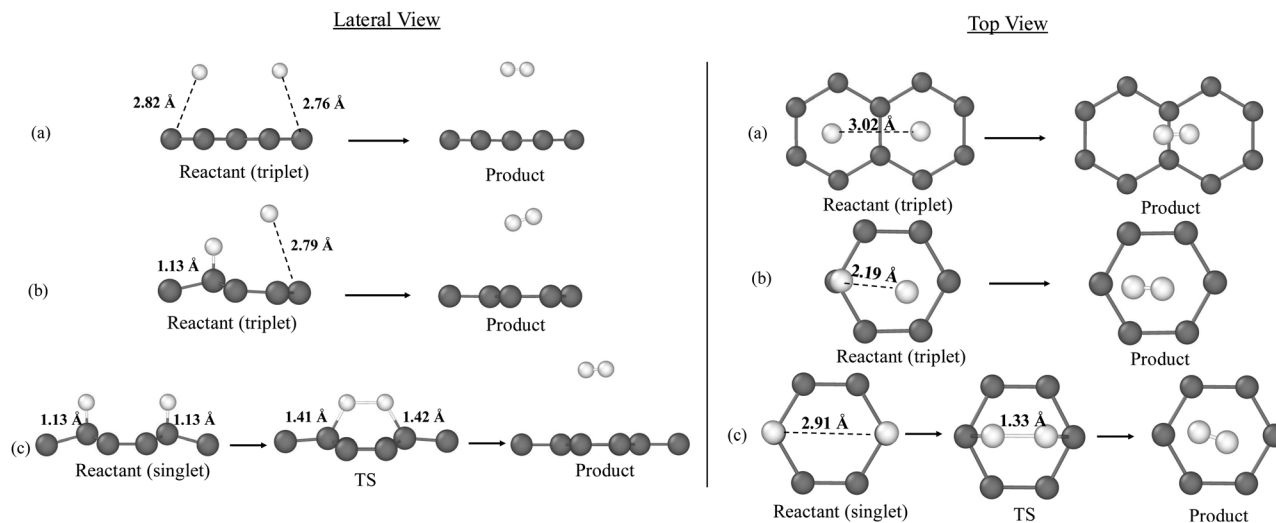 Lateral View
2.82 Å
2.76 Å
(a)
Reactant (triplet)
Product
1.13 Å
2.79 Å
(b)
Reactant (triplet)
Product
1.13 Å
1.13 Å
1.41 Å
1.42 Å
(c)
Reactant (singlet)
TS
Product
Top View
(a)
3.02 Å
Reactant (triplet)
Product
(b)
2.19 Å
Reactant (triplet)
Product
(c)
2.91 Å
1.33 Å
Reactant (singlet)
TS
Product